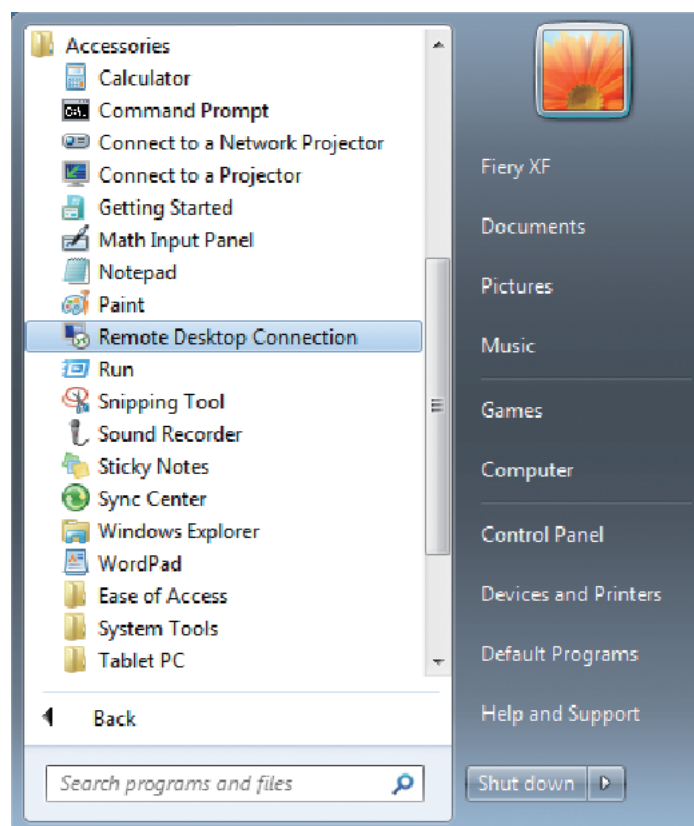 Accessories
Calculator
C:\.
Command Prompt
Connect to a Network Projector
Connect to a Projector
Getting Started
Math Input Panel
Notepad
Paint
Remote Desktop Connection
Run
Snipping Tool
Sound Recorder
Sticky Notes
Sync Center
Windows Explorer
WordPad
Ease of Access
System Tools
Tablet PC
Back
Search programs and files
Fiery XF
Documents
Pictures
Music
Games
Computer
Control Panel
Devices and Printers
Default Programs
Help and Support
Shut down